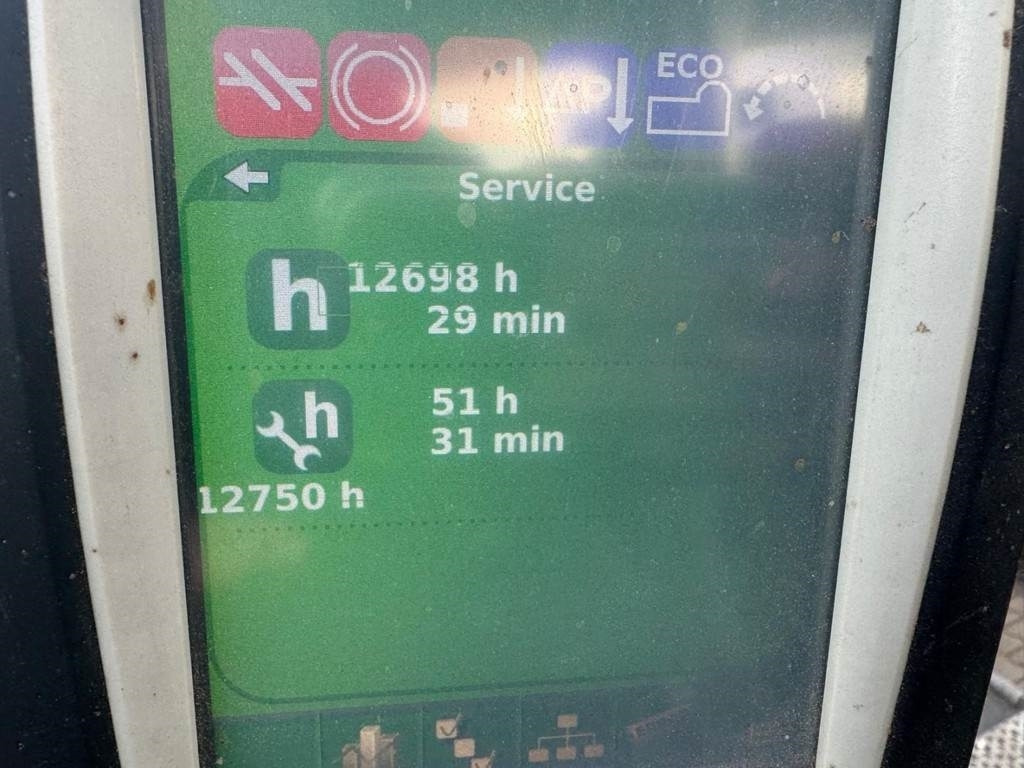 ECO
Service
h 12698 h
29 min
h 51 h
31 min
12750 h